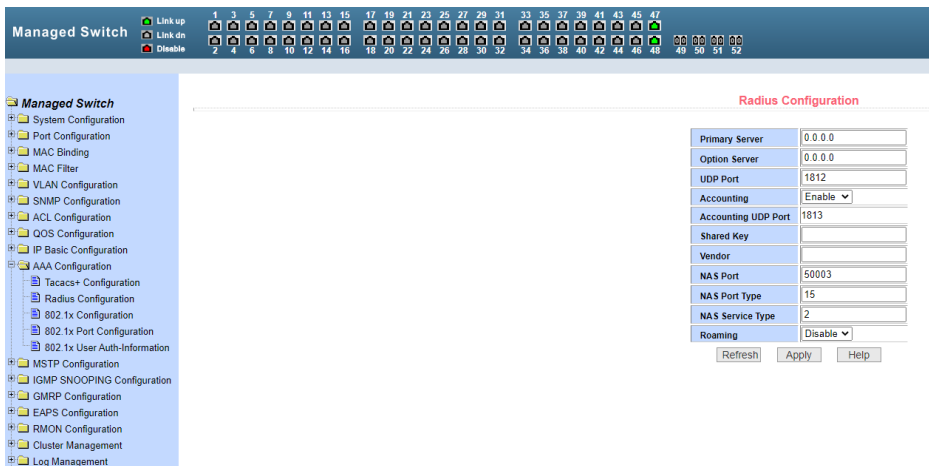 Managed Switch
Link up
Link dn
Disable
1 3 5 7 9 11 13 15 17 19 21 23 25 27 29 31 33 35 37 39 41 43 45 47
2 4 6 8 10 12 14 16 18 20 22 24 26 28 30 32 34 36 38 40 42 44 46 48 49 50 51 52
Managed Switch
System Configuration
Port Configuration
MAC Binding
MAC Filter
VLAN Configuration
SNMP Configuration
ACL Configuration
QOS Configuration
IP Basic Configuration
AAA Configuration
Tacacs+ Configuration
Radius Configuration
802.1x Configuration
802.1x Port Configuration
802.1x User Auth-Information
MSTP Configuration
IGMP SNOOPING Configuration
GMRP Configuration
EAPS Configuration
RMON Configuration
Cluster Management
Log Management
Radius Configuration
Primary Server 0.0.0.0
Option Server 0.0.0.0
UDP Port 1812
Accounting Enable
Accounting UDP Port 1813
Shared Key
Vendor
NAS Port 50003
NAS Port Type 15
NAS Service Type 2
Roaming Disable
Refresh Apply Help